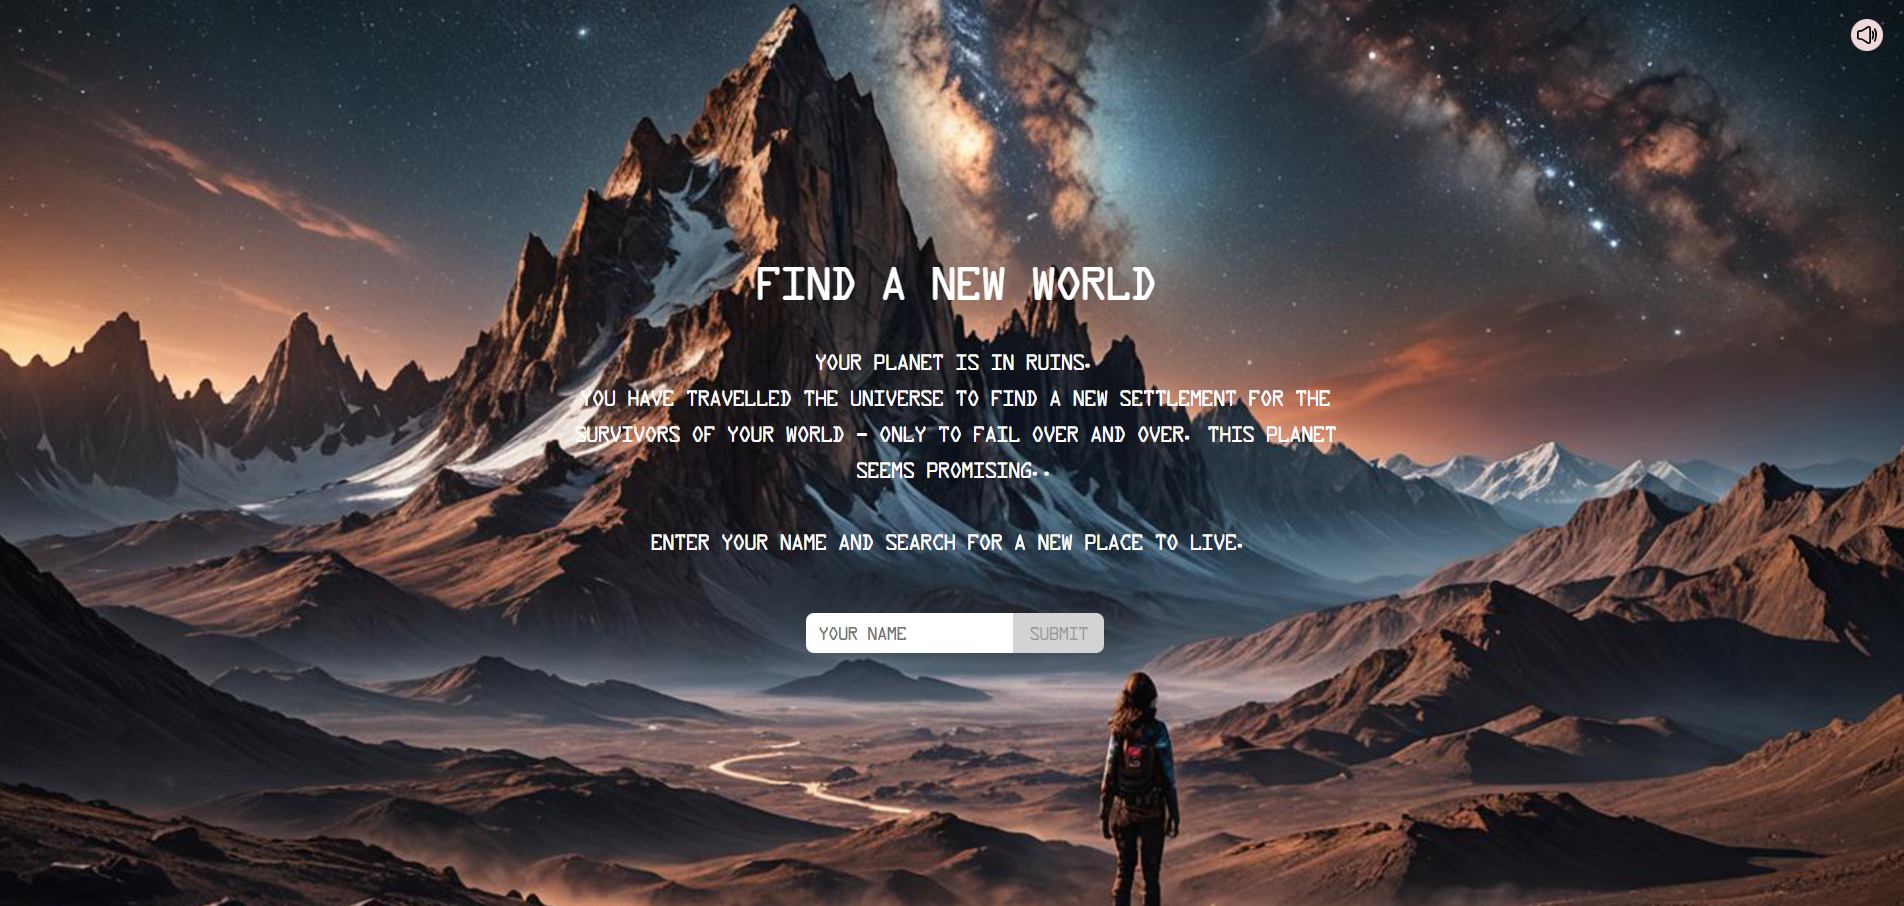 FIND A NEW WORLD
YOUR PLANET IS IN RUINS.
YOU HAVE TRAVELLED THE UNIVERSE TO FIND A NEW SETTLEMENT FOR THE
SURVIVORS OF YOUR WORLD - ONLY TO FAIL OVER AND OVER. THIS PLANET
SEEMS PROMISING..
ENTER YOUR NAME AND SEARCH FOR A NEW PLACE TO LIVE.
YOUR NAME SUBMIT